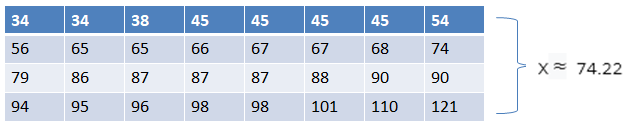 34 34 38 45 45 45 45 54
56 65 65 66 67 67 68 74
79 86 87 87 87 88 90 90
94 95 96 98 98 101 110 121
X ≈ 74.22